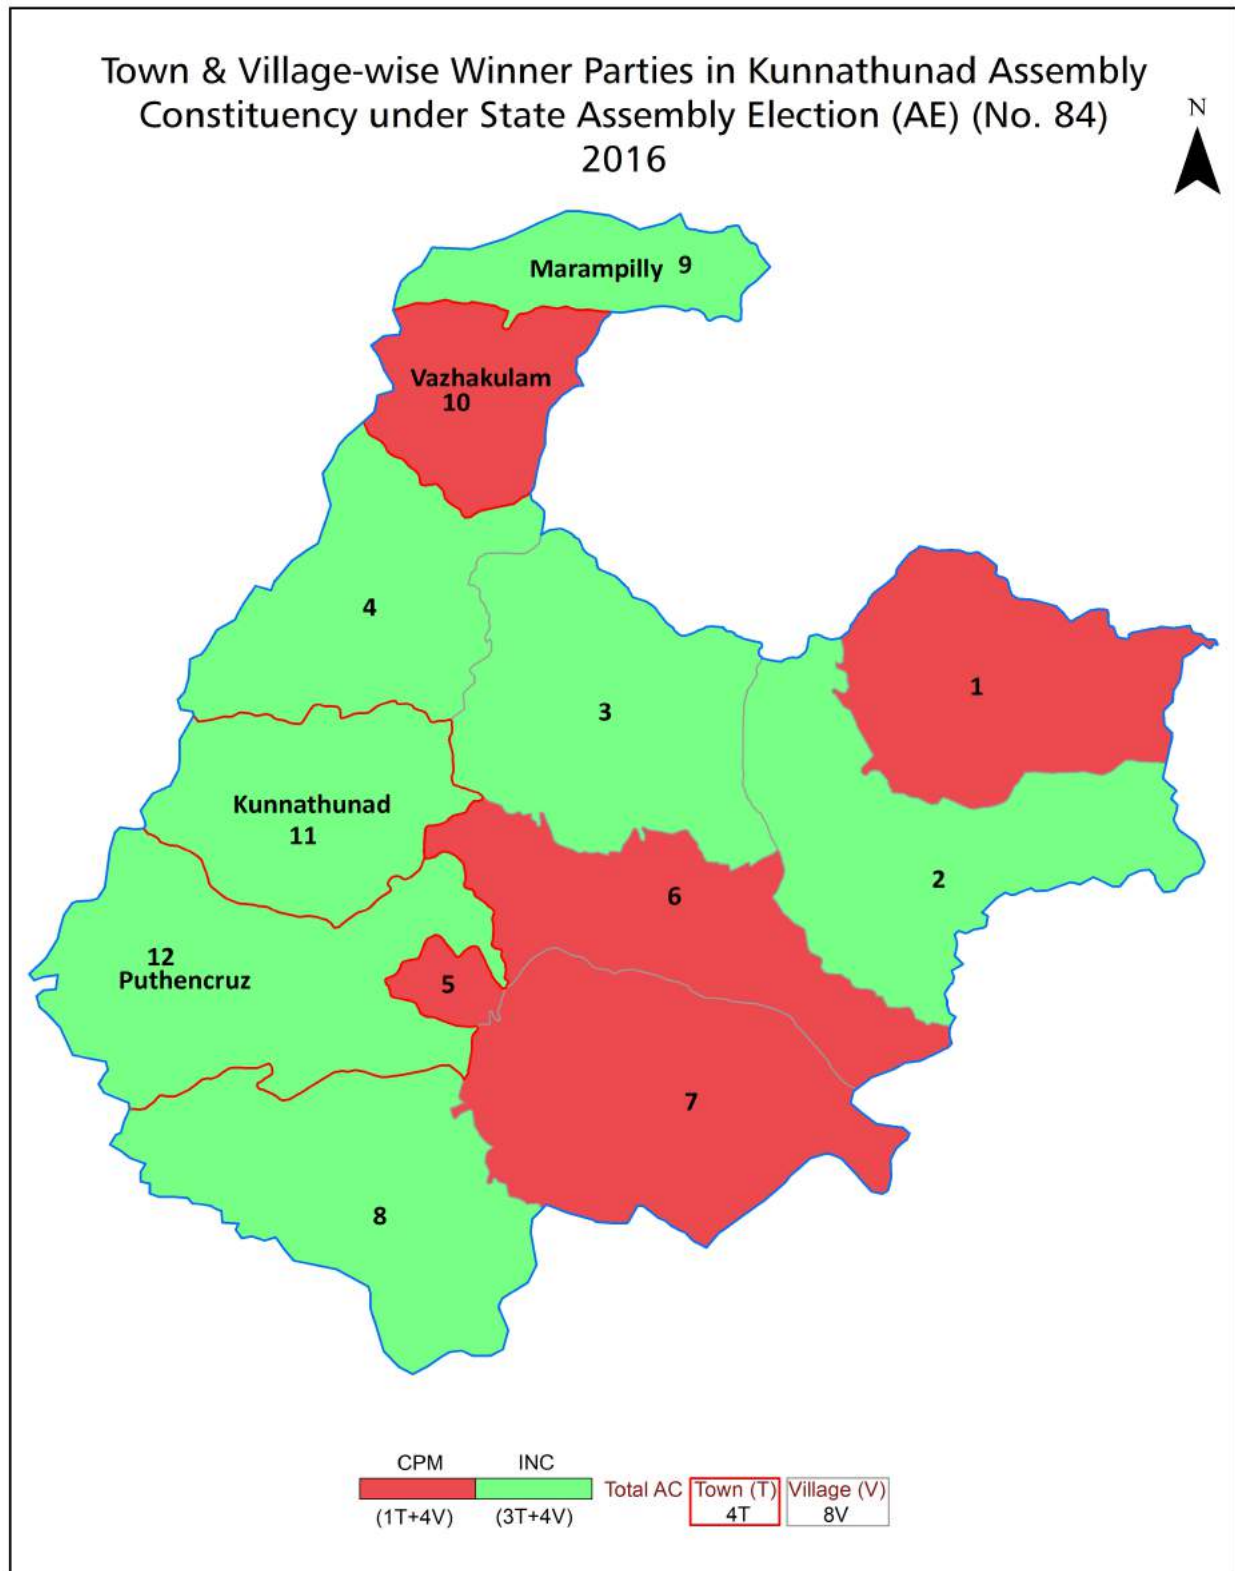 Town & Village-wise Winner Parties in Kunnathunad Assembly
Constituency under State Assembly Election (AE) (No. 84)
2016
N
Marampilly 9
Vazhakulam
10
4
1
3
Kunnathunad
11
2
6
12
Puthencruz
5
7
8
CPM INC
Total AC Town (T) Village (V)
(1T+4V) (3T+4V) 4T 8V